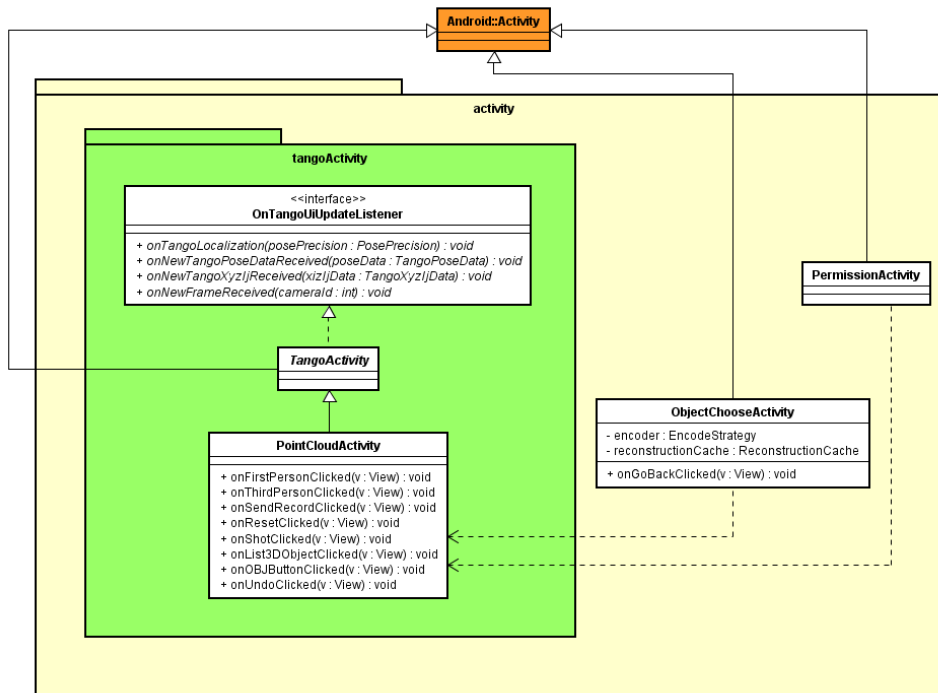 Android::Activity
activity
tangoActivity
<<interface>>
OnTangoUiUpdateListener
+ onTangoLocalization(posePrecision : PosePrecision) : void
+ onNewTangoPoseDataReceived(poseData : TangoPoseData) : void
+ onNewTangoXyzIjReceived(xizIjData : TangoXyzIjData) : void
+ onNewFrameReceived(cameraId : int) : void
PermissionActivity
TangoActivity
ObjectChooseActivity
- encoder : EncodeStrategy
- reconstructionCache : ReconstructionCache
+ onGoBackClicked(v : View) : void
PointCloudActivity
+ onFirstPersonClicked(v : View) : void
+ onThirdPersonClicked(v : View) : void
+ onSendRecordClicked(v : View) : void
+ onResetClicked(v : View) : void
+ onShotClicked(v : View) : void
+ onList3DObjectClicked(v : View) : void
+ onOBJButtonClicked(v : View) : void
+ onUndoClicked(v : View) : void